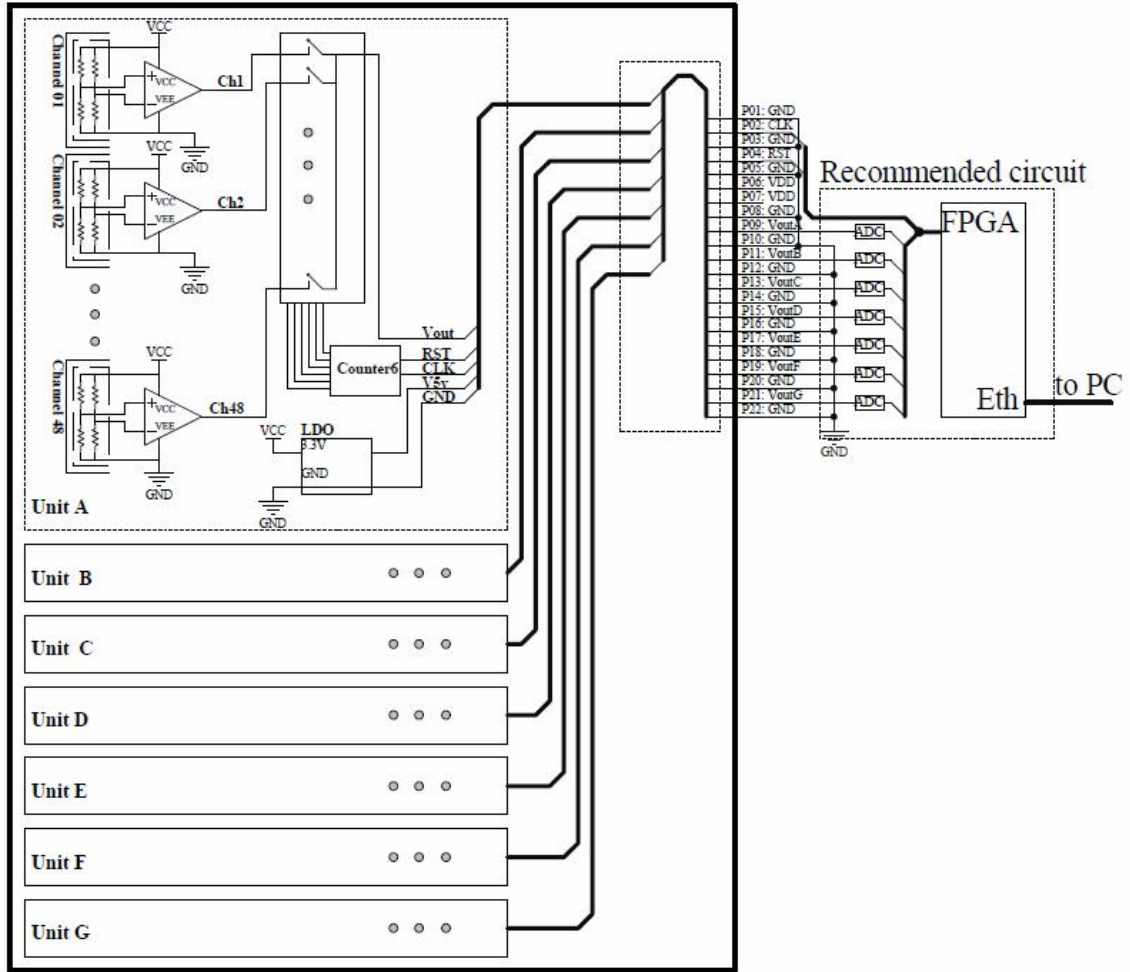 VCC
Channel 01
VCC
VEE
Ch1
GND
VCC
Channel 02
VCC
VEE
Ch2
GND
VCC
Channel 48
VCC
VEE
Ch48
GND
Vout
RST
CLK
V5v
GND
Counter6
VCC
LDO
3.3V
GND
GND
Unit A
Unit B
Unit C
Unit D
Unit E
Unit F
Unit G
P01: GND
P02: CLK
P03: GND
P04: RST
P05: GND
P06: VDD
P07: VDD
P08: GND
P09: VoutA
P10: GND
P11: VoutB
P12: GND
P13: VoutC
P14: GND
P15: VoutD
P16: GND
P17: VoutE
P18: GND
P19: VoutF
P20: GND
P21: VoutG
P22: GND
Recommended circuit
ADC
ADC
ADC
ADC
ADC
ADC
ADC
GND
FPGA
Eth
to PC